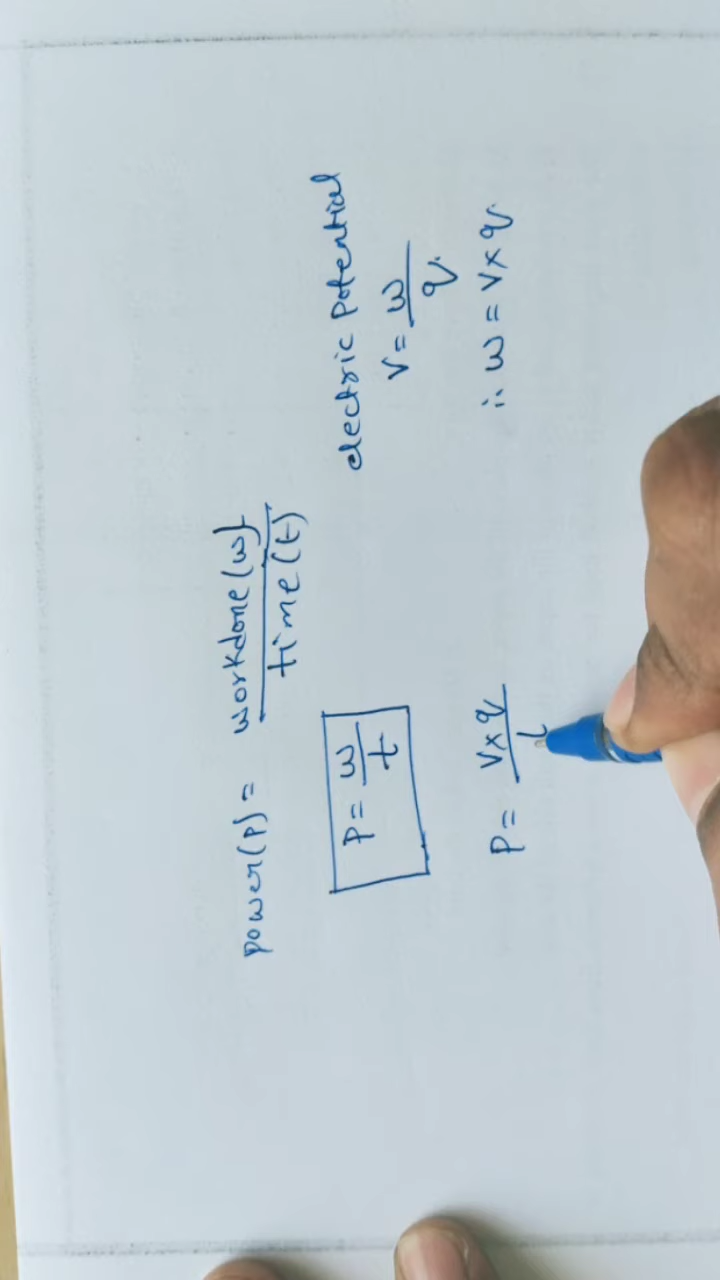 power(P) = workdone(w) / time(t)
P = w / t
electric potential
V = w / q
∴ w = V x q
P = V x q /